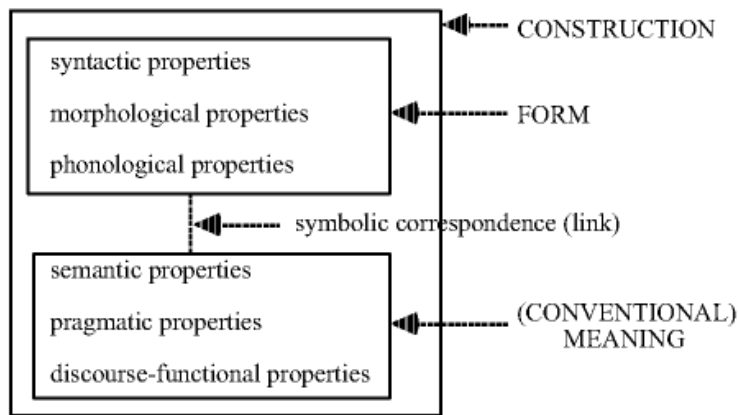 CONSTRUCTION
syntactic properties
morphological properties
FORM
phonological properties
symbolic correspondence (link)
semantic properties
pragmatic properties
(CONVENTIONAL)
MEANING
discourse-functional properties